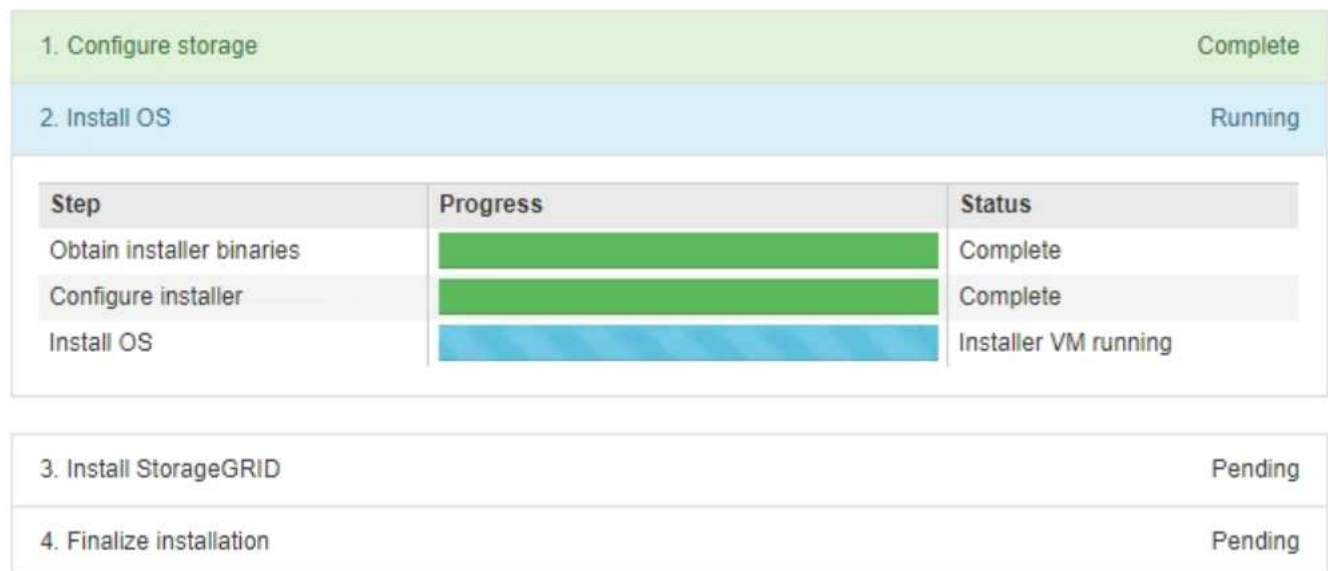 1. Configure storage Complete
2. Install OS Running
Step Progress Status
Obtain installer binaries Complete
Configure installer Complete
Install OS Installer VM running
3. Install StorageGRID Pending
4. Finalize installation Pending